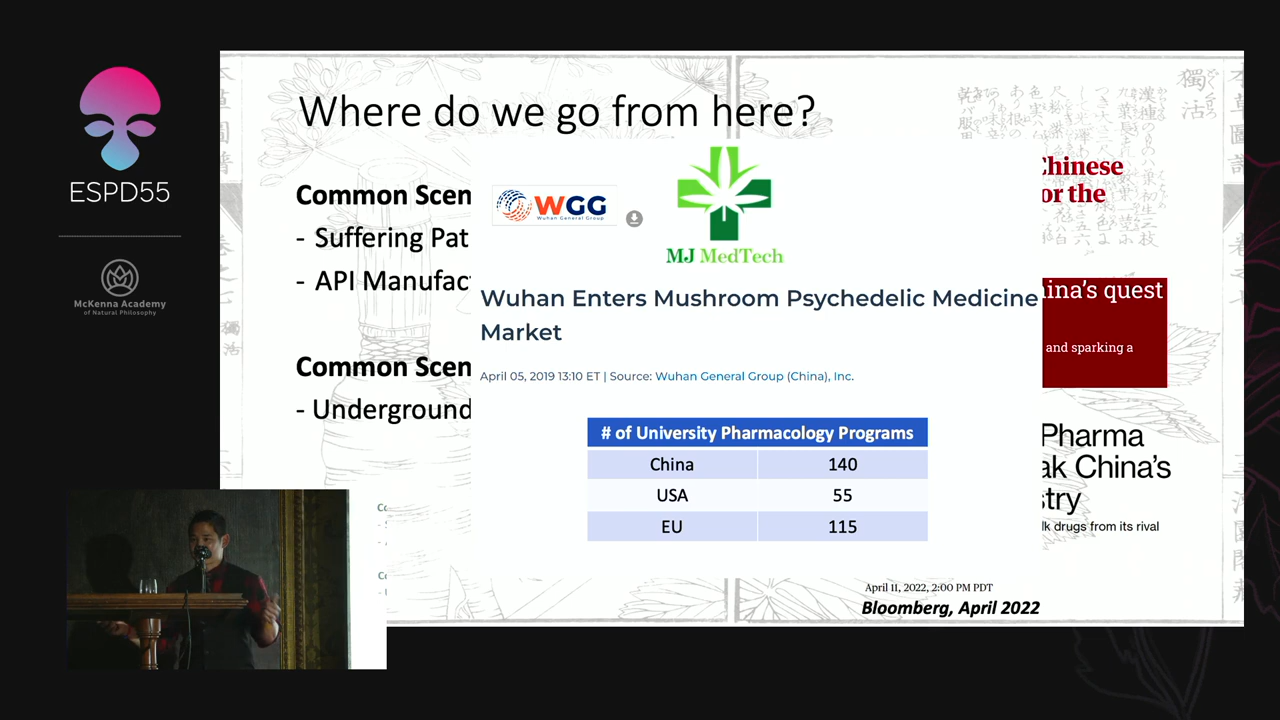 ESPD55
McKenna Academy
of Natural Philosophy
Where do we go from here?
Common Scen
- Suffering Pat
- API Manufac
Common Scen
- Underground
WGG
Wuhan General Group
MJ MedTech
Wuhan Enters Mushroom Psychedelic Medicine
Market
April 05, 2019 13:10 ET | Source: Wuhan General Group (China), Inc.
# of University Pharmacology Programs
China 140
USA 55
EU 115
Chinese
or the
ina's quest
and sparking a
Pharma
ak China's
stry
lk drugs from its rival
April 11, 2022, 2:00 PM PDT
Bloomberg, April 2022
獨活